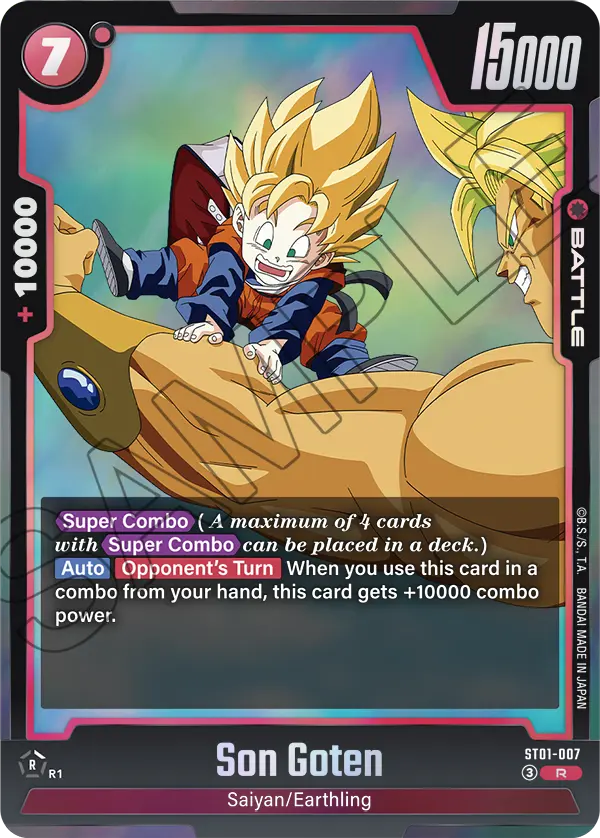 7
15000
+ 10000
BATTLE
SAMPLE
Super Combo ( A maximum of 4 cards
with Super Combo can be placed in a deck.)
Auto Opponent's Turn When you use this card in a
combo from your hand, this card gets +10000 combo
power.
©B.S./S., T.A. BANDAI MADE IN JAPAN
R
R1
Son Goten
ST01-007
3 R
Saiyan/Earthling